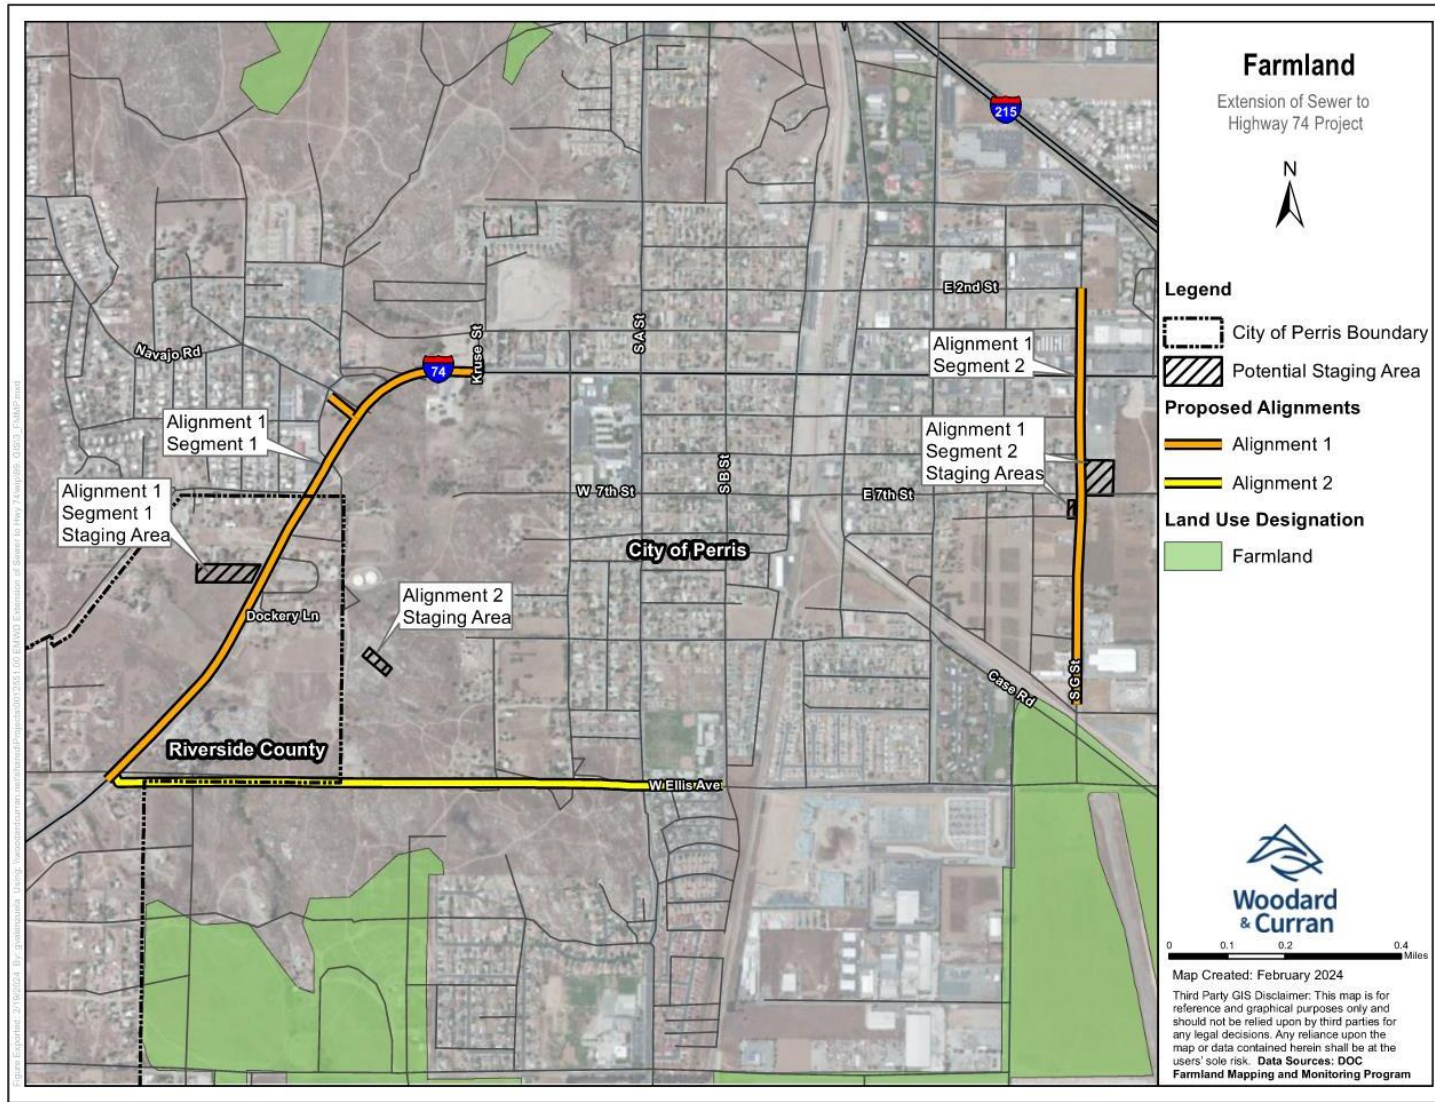 Farmland
Extension of Sewer to
Highway 74 Project
N
Legend
City of Perris Boundary
Potential Staging Area
Proposed Alignments
Alignment 1
Alignment 2
Land Use Designation
Farmland
Woodard
& Curran
0 0.1 0.2 0.4
Miles
Map Created: February 2024
Third Party GIS Disclaimer: This map is for
reference and graphical purposes only and
should not be relied upon by third parties for
any legal decisions. Any reliance upon the
map or data contained herein shall be at the
users' sole risk. Data Sources: DOC
Farmland Mapping and Monitoring Program
215
E 2nd St
S A St
Kruse St
Navajo Rd
74
Alignment 1
Segment 2
Alignment 1
Segment 1
Alignment 1
Segment 2
Staging Areas
S B St
W 7th St
E 7th St
Alignment 1
Segment 1
Staging Area
City of Perris
Dockery Ln
Alignment 2
Staging Area
S G St
Case Rd
Riverside County
W Ellis Ave
Figure Exported: 2/19/2024 By: Using: